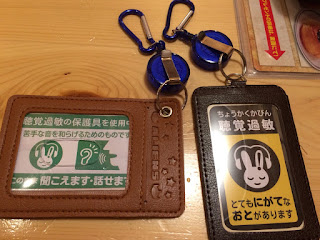 聴覚過敏の保護具を使用
苦手な音を和らげるためのものです
聞こえます・話せま
ちょうかくかびん
聴覚過敏
とてもにがてな
おとがあります